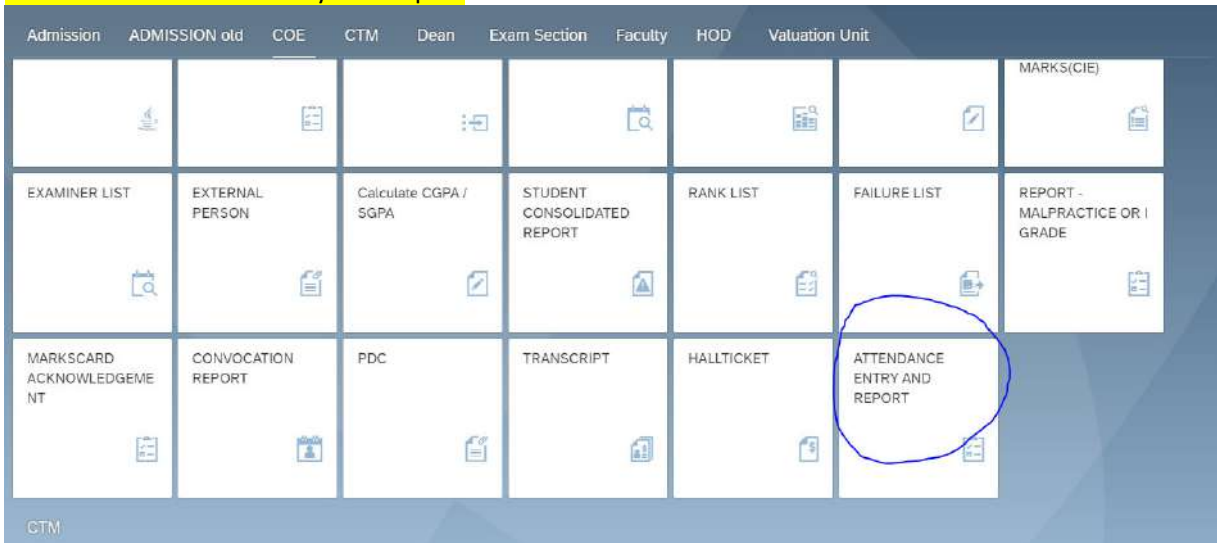 Admission ADMISSION old COE CTM Dean Exam Section Faculty HOD Valuation Unit
MARKS(CIE)
EXAMINER LIST
EXTERNAL
PERSON
Calculate CGPA /
SGPA
STUDENT
CONSOLIDATED
REPORT
RANK LIST
FAILURE LIST
REPORT -
MALPRACTICE OR I
GRADE
MARKSCARD
ACKNOWLEDGEME
NT
CONVOCATION
REPORT
PDC
TRANSCRIPT
HALLTICKET
ATTENDANCE
ENTRY AND
REPORT
CTM